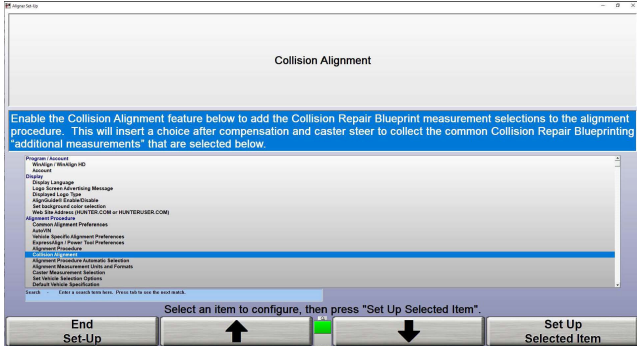 Aligner Set-Up
Collision Alignment
Enable the Collision Alignment feature below to add the Collision Repair Blueprint measurement selections to the alignment
procedure. This will insert a choice after compensation and caster steer to collect the common Collision Repair Blueprinting
"additional measurements" that are selected below.
Program / Account
WinAlign / WinAlign HD
Account
Display
Display Language
Logo Screen Advertising Message
Displayed Logo Type
AlignGuide® Enable/Disable
Set background color selection
Web Site Address (HUNTER.COM or HUNTERUSER.COM)
Alignment Procedure
Common Alignment Preferences
AutoVIN
Vehicle Specific Alignment Preferences
ExpressAlign / Power Tool Preferences
Alignment Procedure
Collision Alignment
Alignment Procedure Automatic Selection
Alignment Measurement Units and Formats
Caster Measurement Selection
Set Vehicle Selection Options
Default Vehicle Specification
Search - Enter a search term here. Press tab to see the next match.
Select an item to configure, then press "Set Up Selected Item".
End
Set-Up
Set Up
Selected Item